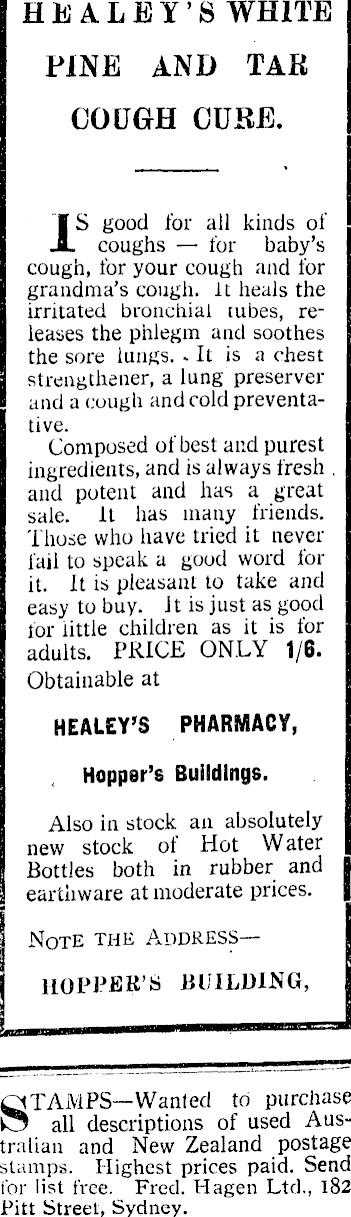 HEALEY'S WHITE
PINE AND TAR
COUGH CURE.
IS good for all kinds of
coughs — for baby's
cough, for your cough and for
grandma's cough. It heals the
irritated bronchial tubes, re-
leases the phlegm and soothes
the sore lungs. It is a chest
strengthener, a lung preserver
and a cough and cold preventa-
tive.
Composed of best and purest
ingredients, and is always fresh
and potent and has a great
sale. It has many friends.
Those who have tried it never
fail to speak a good word for
it. It is pleasant to take and
easy to buy. It is just as good
for little children as it is for
adults. PRICE ONLY 1/6.
Obtainable at
HEALEY'S PHARMACY,
Hopper's Buildings.
Also in stock an absolutely
new stock of Hot Water
Bottles both in rubber and
earthware at moderate prices.
NOTE THE ADDRESS—
HOPPER'S BUILDING,
STAMPS—Wanted to purchase
all descriptions of used Aus-
tralian and New Zealand postage
stamps. Highest prices paid. Send
for list free. Fred. Hagen Ltd., 182
Pitt Street, Sydney.